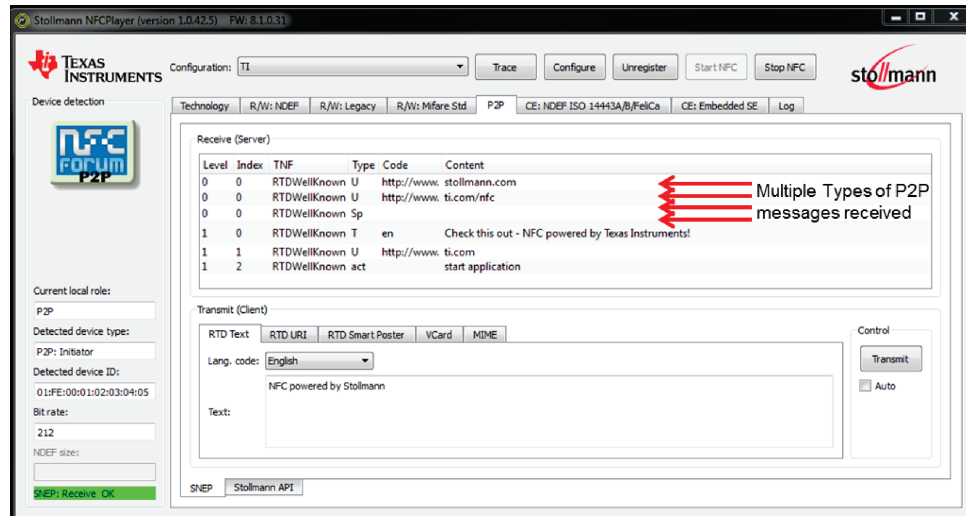 Stollmann NFCPlayer (version 1.0.42.5) FW: 8.1.0.31
TEXAS INSTRUMENTS
Configuration: TI Trace Configure Unregister Start NFC Stop NFC
stollmann
Device detection
Technology R/W: NDEF R/W: Legacy R/W: Mifare Std P2P CE: NDEF ISO 14443A/B/FeliCa CE: Embedded SE Log
NFC FORUM P2P
Receive (Server)
Level Index TNF Type Code Content
0 0 RTDWellKnown U http://www. stollmann.com
0 0 RTDWellKnown U http://www. ti.com/nfc
0 0 RTDWellKnown Sp
1 0 RTDWellKnown T en Check this out - NFC powered by Texas Instruments!
1 1 RTDWellKnown U http://www. ti.com
1 2 RTDWellKnown act start application
Multiple Types of P2P
messages received
Current local role:
P2P
Detected device type:
P2P: Initiator
Detected device ID:
01:FE:00:01:02:03:04:05
Bit rate:
212
NDEF size:
SNEP: Receive OK
Transmit (Client)
RTD Text RTD URI RTD Smart Poster VCard MIME
Lang. code: English
Text: NFC powered by Stollmann
Control
Transmit
Auto
SNEP Stollmann API